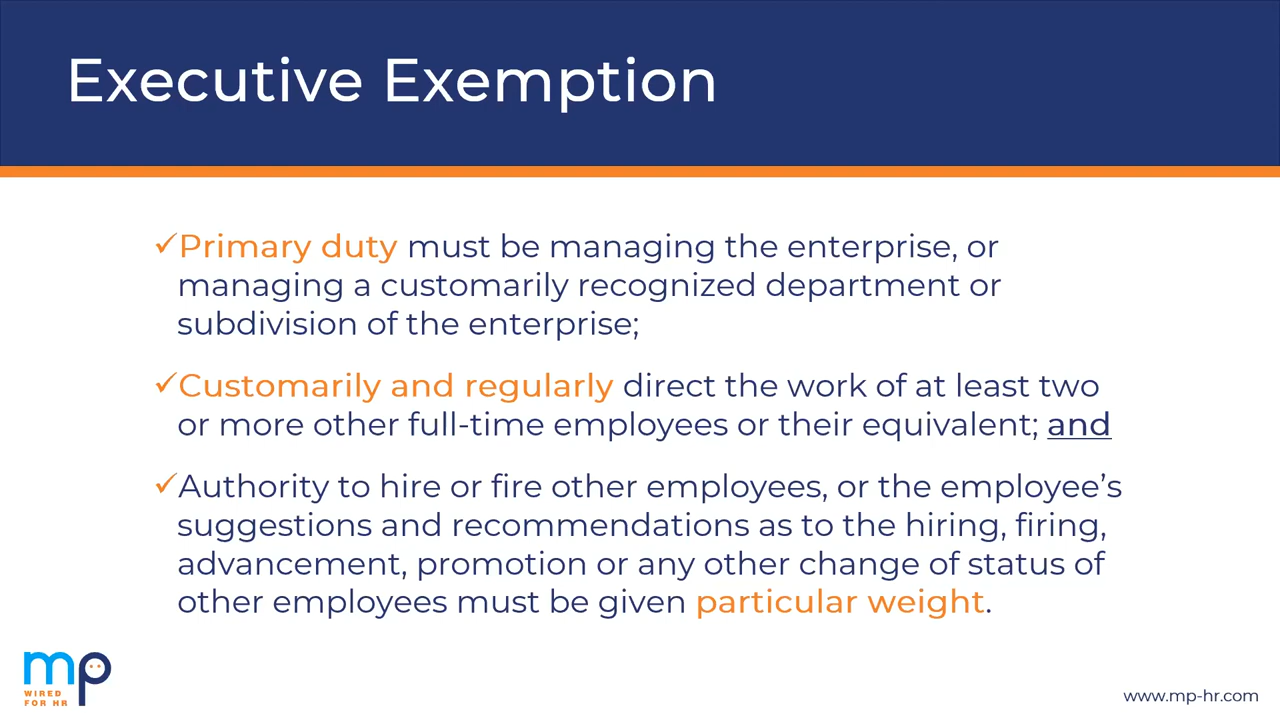 Executive Exemption
✓Primary duty must be managing the enterprise, or
managing a customarily recognized department or
subdivision of the enterprise;
✓Customarily and regularly direct the work of at least two
or more other full-time employees or their equivalent; and
✓Authority to hire or fire other employees, or the employee’s
suggestions and recommendations as to the hiring, firing,
advancement, promotion or any other change of status of
other employees must be given particular weight.
mp
WIRED
FOR HR
www.mp-hr.com